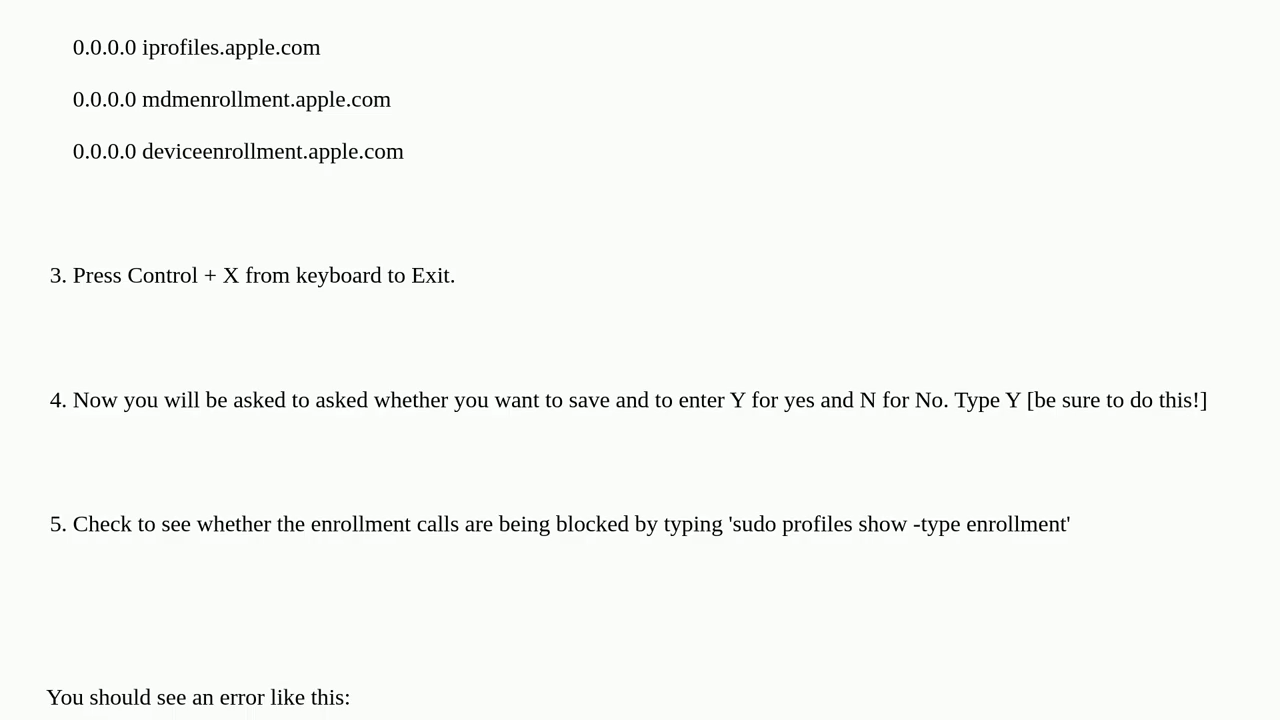 0.0.0.0 iprofiles.apple.com
0.0.0.0 mdmenrollment.apple.com
0.0.0.0 deviceenrollment.apple.com
3. Press Control + X from keyboard to Exit.
4. Now you will be asked to asked whether you want to save and to enter Y for yes and N for No. Type Y [be sure to do this!]
5. Check to see whether the enrollment calls are being blocked by typing 'sudo profiles show -type enrollment'
You should see an error like this: